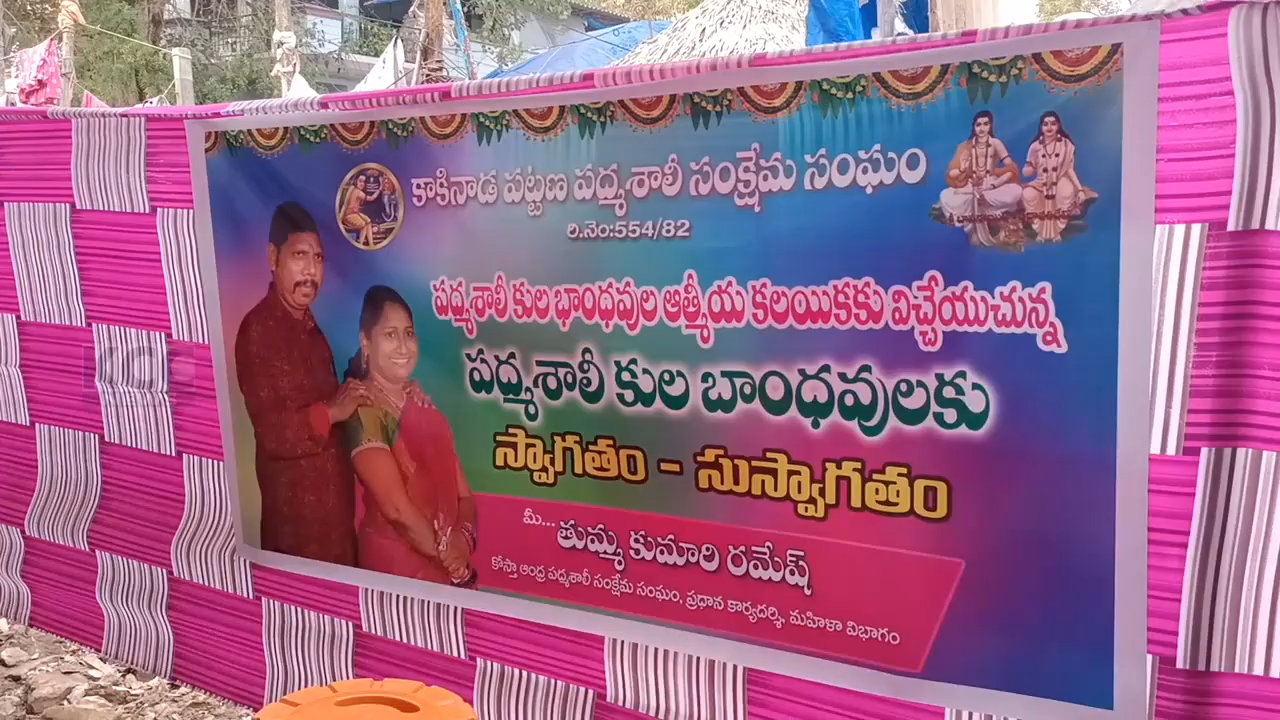 కాకినాడ పట్టణ పద్మశాలీ సంక్షేమ సంఘం
రి.నెం:554/82
పద్మశాలీ కుల భాంధవుల ఆత్మీయ కలయికకు విచ్చేయుచున్న
పద్మశాలీ కుల బాంధవులకు
స్వాగతం - సుస్వాగతం
మీ...
తుమ్మ కుమారి రమేష్
కోస్తా ఆంధ్ర పద్మశాలీ సంక్షేమ సంఘం, ప్రధాన కార్యదర్శి, మహిళా విభాగం